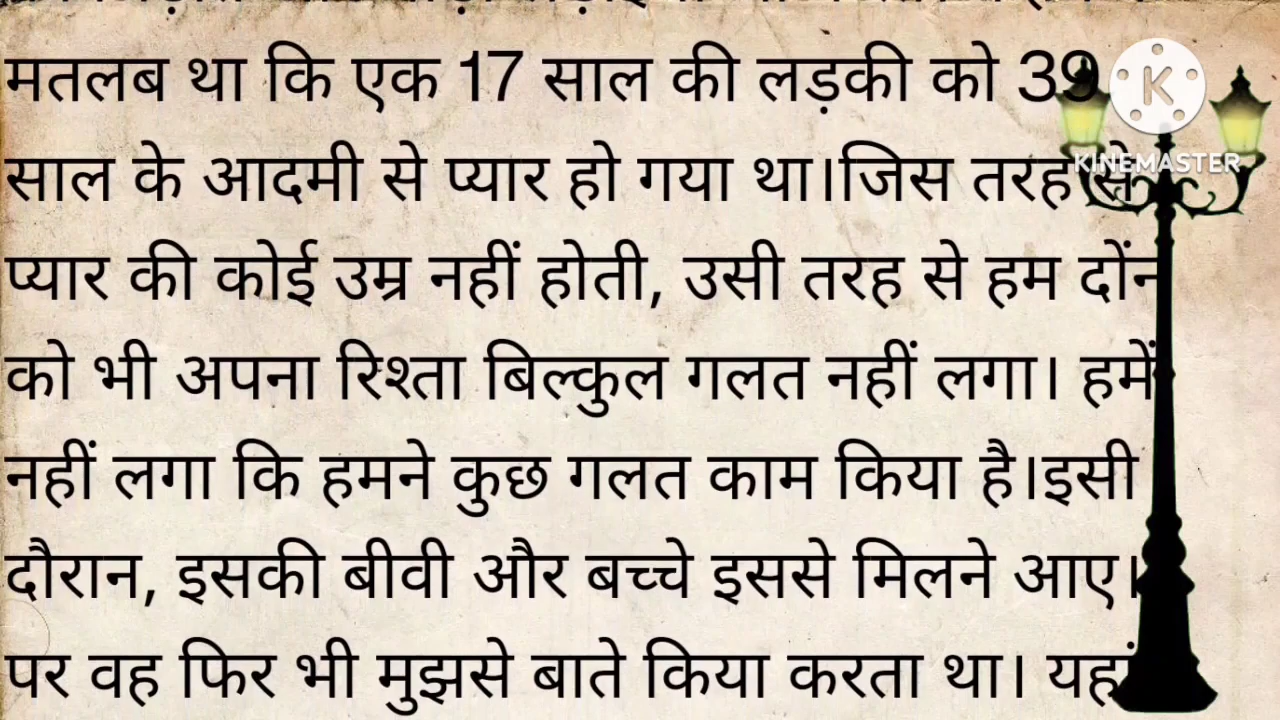 मतलब था कि एक 17 साल की लड़की को 39
साल के आदमी से प्यार हो गया था।जिस तरह से
प्यार की कोई उम्र नहीं होती, उसी तरह से हम दोंन
को भी अपना रिश्ता बिल्कुल गलत नहीं लगा। हमें
नहीं लगा कि हमने कुछ गलत काम किया है।इसी
दौरान, इसकी बीवी और बच्चे इससे मिलने आए।
पर वह फिर भी मुझसे बाते किया करता था। यहां
K
KINEMASTER